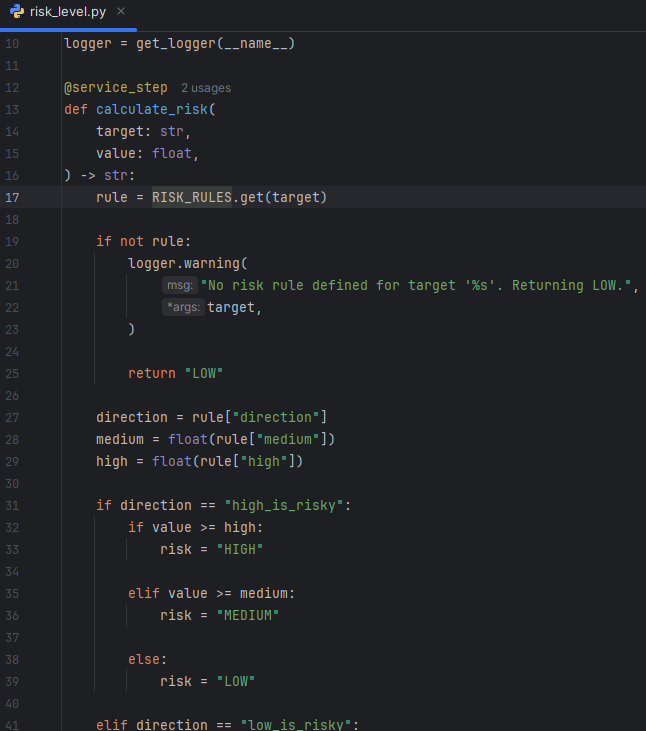 risk_level.py ×
10 logger = get_logger(__name__)
11
12 @service_step 2 usages
13 def calculate_risk(
14     target: str,
15     value: float,
16 ) -> str:
17     rule = RISK_RULES.get(target)
18
19     if not rule:
20         logger.warning(
21             msg: "No risk rule defined for target '%s'. Returning LOW.",
22             *args: target,
23         )
24
25         return "LOW"
26
27     direction = rule["direction"]
28     medium = float(rule["medium"])
29     high = float(rule["high"])
30
31     if direction == "high_is_risky":
32         if value >= high:
33             risk = "HIGH"
34
35         elif value >= medium:
36             risk = "MEDIUM"
37
38         else:
39             risk = "LOW"
40
41     elif direction == "low_is_risky":